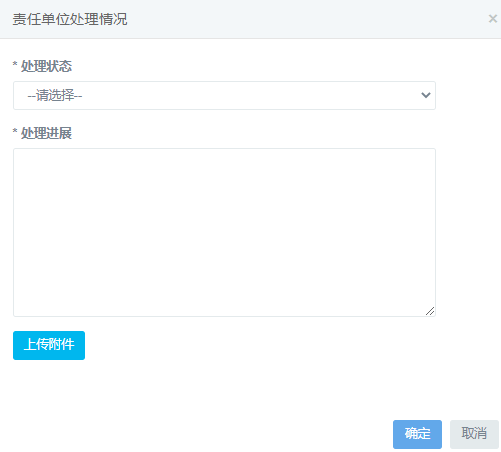 责任单位处理情况
×
* 处理状态
--请选择--
* 处理进展
上传附件
确定 取消